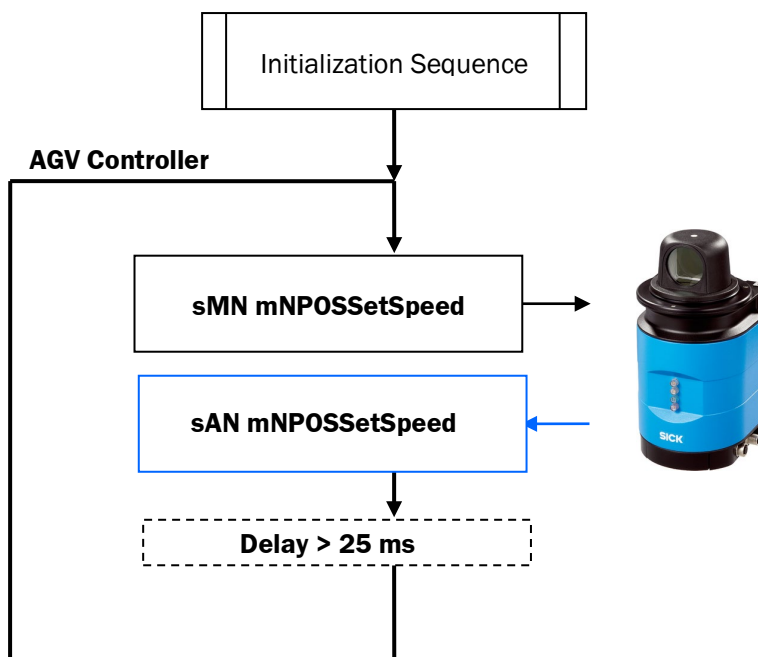 Initialization Sequence
AGV Controller
sMN mNPOSSetSpeed
sAN mNPOSSetSpeed
SICK
Delay > 25 ms